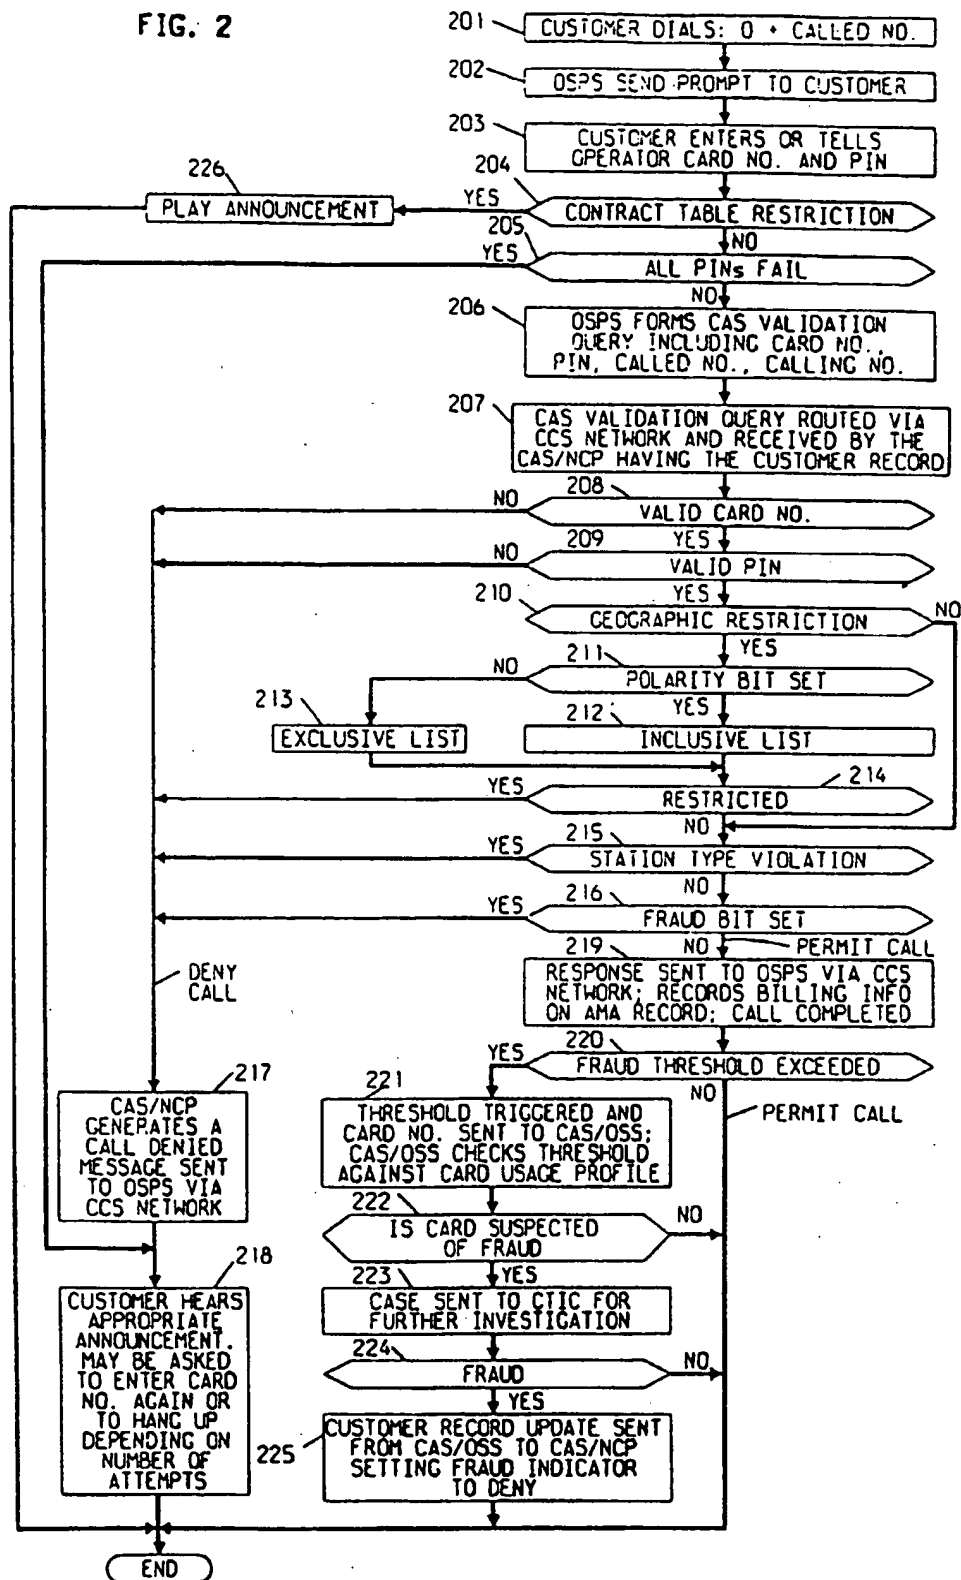 FIG. 2
201
CUSTOMER DIALS: 0 + CALLED NO.
202
OSPS SEND PROMPT TO CUSTOMER
203
CUSTOMER ENTERS OR TELLS
OPERATOR CARD NO. AND PIN
204
226
YES
PLAY ANNOUNCEMENT
CONTRACT TABLE RESTRICTION
205
NO
YES
ALL PINs FAIL
NO
206
OSPS FORMS CAS VALIDATION
QUERY INCLUDING CARD NO.,
PIN, CALLED NO., CALLING NO.
207
CAS VALIDATION QUERY ROUTED VIA
CCS NETWORK AND RECEIVED BY THE
CAS/NCP HAVING THE CUSTOMER RECORD
208
NO
VALID CARD NO.
209
YES
NO
VALID PIN
210
YES
NO
GEOGRAPHIC RESTRICTION
211
YES
NO
POLARITY BIT SET
213
212
YES
EXCLUSIVE LIST
INCLUSIVE LIST
214
YES
RESTRICTED
NO
215
YES
STATION TYPE VIOLATION
NO
216
YES
FRAUD BIT SET
NO
PERMIT CALL
219
RESPONSE SENT TO OSPS VIA CCS
NETWORK; RECORDS BILLING INFO
ON AMA RECORD; CALL COMPLETED
DENY
CALL
220
YES
FRAUD THRESHOLD EXCEEDED
NO
PERMIT CALL
217
CAS/NCP
GENERATES A
CALL DENIED
MESSAGE SENT
TO OSPS VIA
CCS NETWORK
221
THRESHOLD TRIGGERED AND
CARD NO. SENT TO CAS/OSS;
CAS/OSS CHECKS THRESHOLD
AGAINST CARD USAGE PROFILE
222
NO
IS CARD SUSPECTED
OF FRAUD
YES
218
CUSTOMER HEARS
APPROPRIATE
ANNOUNCEMENT.
MAY BE ASKED
TO ENTER CARD
NO. AGAIN OR
TO HANG UP
DEPENDING ON
NUMBER OF
ATTEMPTS
223
CASE SENT TO CTIC FOR
FURTHER INVESTIGATION
224
NO
FRAUD
YES
225
CUSTOMER RECORD UPDATE SENT
FROM CAS/OSS TO CAS/NCP
SETTING FRAUD INDICATOR
TO DENY
END